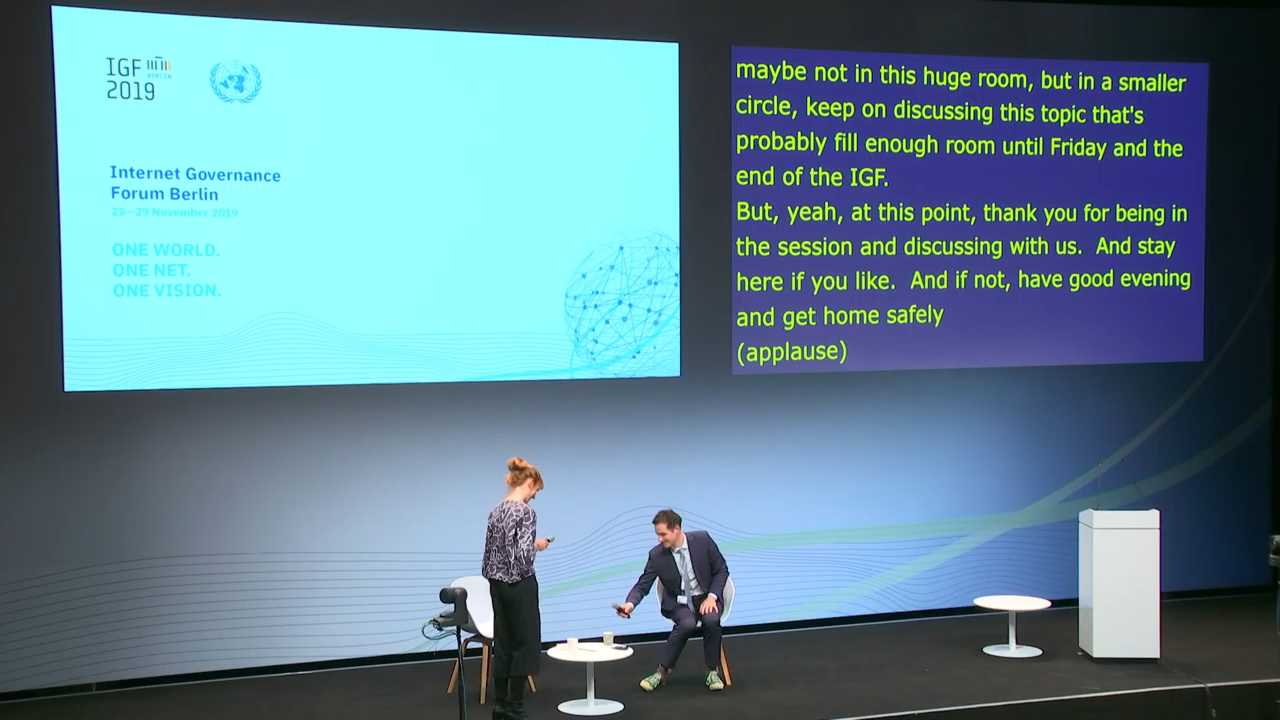 IGF
BERLIN
2019
Internet Governance
Forum Berlin
25–29 November 2019
ONE WORLD.
ONE NET.
ONE VISION.
maybe not in this huge room, but in a smaller
circle, keep on discussing this topic that's
probably fill enough room until Friday and the
end of the IGF.
But, yeah, at this point, thank you for being in
the session and discussing with us.  And stay
here if you like.  And if not, have good evening
and get home safely
(applause)